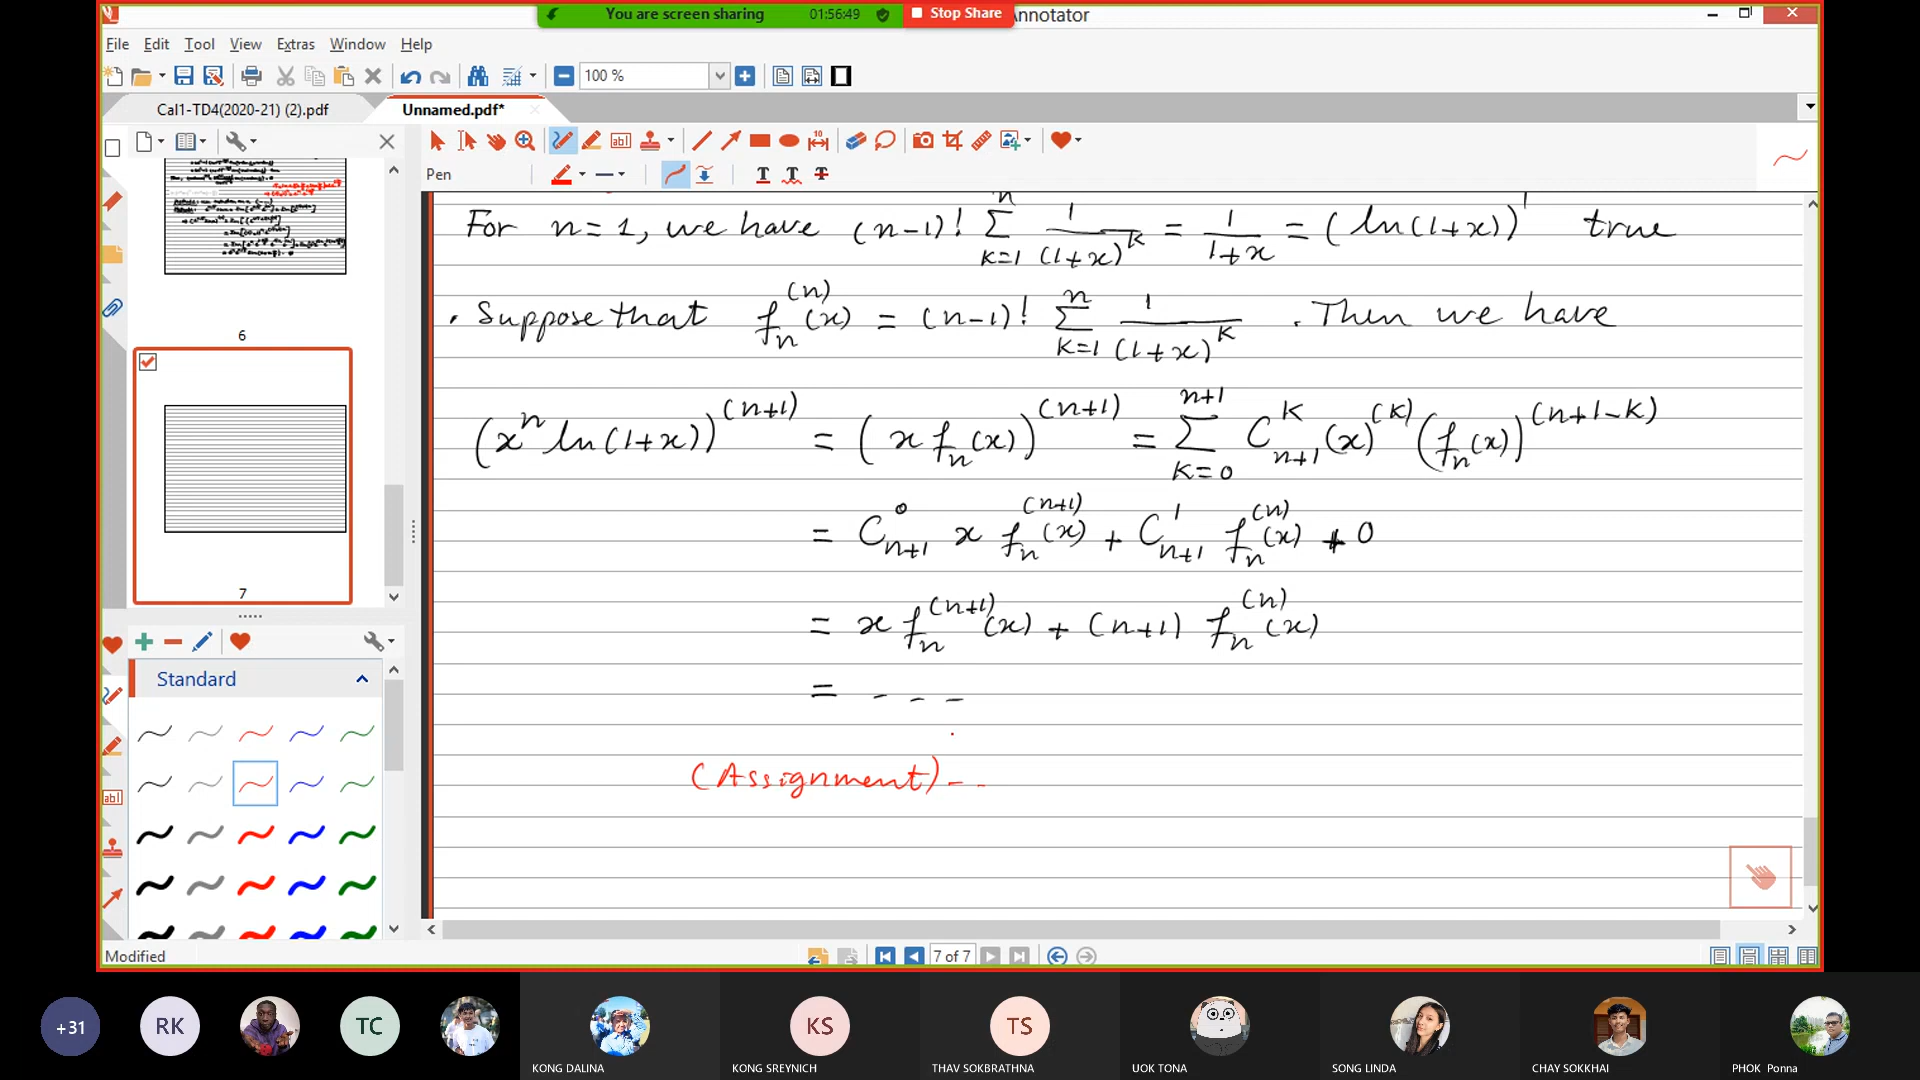 You are screen sharing 01:56:49 Stop Share Annotator
File Edit Tool View Extras Window Help
100 %
Cal1-TD4(2020-21) (2).pdf Unnamed.pdf*
Pen
For n=1, we have (n-1)! ∑_{k=1}^{n} 1/(1+x)^k = 1/(1+x) = (ln(1+x))' true
. Suppose that f_n^{(n)}(x) = (n-1)! ∑_{k=1}^{n} 1/(1+x)^k . Then we have
(x^n ln(1+x))^{(n+1)} = (x f_n(x))^{(n+1)} = ∑_{k=0}^{n+1} C_{n+1}^{k} (x)^{(k)} (f_n(x))^{(n+1-k)}
= C_{n+1}^{0} x f_n^{(n+1)}(x) + C_{n+1}^{1} f_n^{(n)}(x) + 0
= x f_n^{(n+1)}(x) + (n+1) f_n^{(n)}(x)
= - - -
(Assignment) - -
6
7
Standard
Modified
7 of 7
+31
RK
TC
KONG DALINA
KS
KONG SREYNICH
TS
THAV SOKBRATHNA
UOK TONA
SONG LINDA
CHAY SOKKHAI
PHOK Ponna